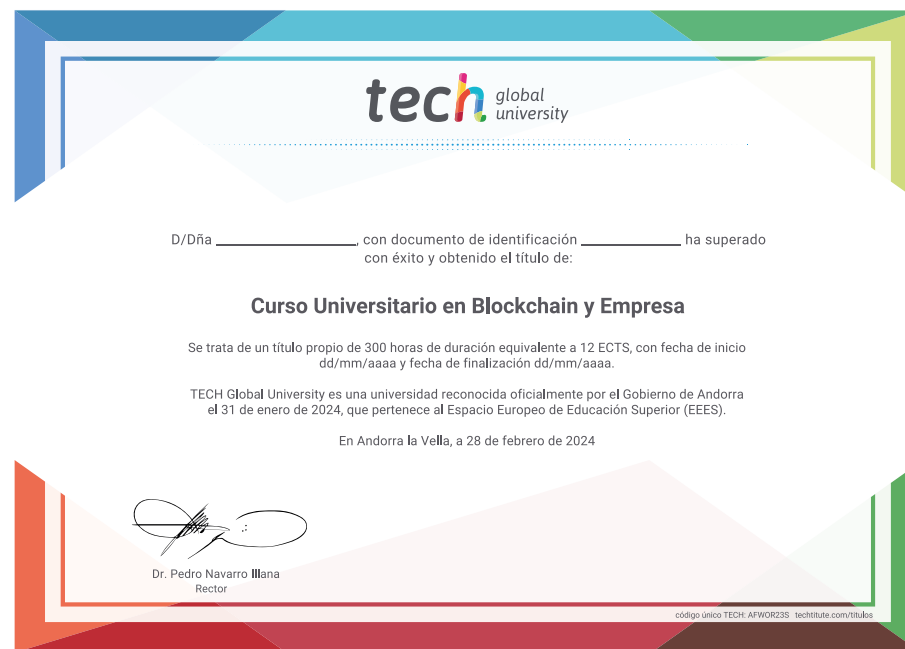 tech global university
D/Dña ____________________, con documento de identificación ______________ ha superado
con éxito y obtenido el título de:
Curso Universitario en Blockchain y Empresa
Se trata de un título propio de 300 horas de duración equivalente a 12 ECTS, con fecha de inicio
dd/mm/aaaa y fecha de finalización dd/mm/aaaa.
TECH Global University es una universidad reconocida oficialmente por el Gobierno de Andorra
el 31 de enero de 2024, que pertenece al Espacio Europeo de Educación Superior (EEES).
En Andorra la Vella, a 28 de febrero de 2024
Dr. Pedro Navarro Illana
Rector
código único TECH: AFWOR23S techtitute.com/titulos